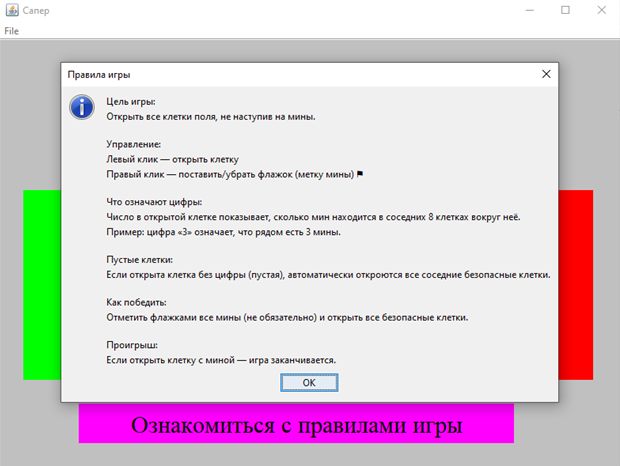 Сапер
File
Правила игры
Цель игры:
Открыть все клетки поля, не наступив на мины.
Управление:
Левый клик — открыть клетку
Правый клик — поставить/убрать флажок (метку мины) ⚑
Что означают цифры:
Число в открытой клетке показывает, сколько мин находится в соседних 8 клетках вокруг неё.
Пример: цифра «3» означает, что рядом есть 3 мины.
Пустые клетки:
Если открыта клетка без цифры (пустая), автоматически откроются все соседние безопасные клетки.
Как победить:
Отметить флажками все мины (не обязательно) и открыть все безопасные клетки.
Проигрыш:
Если открыть клетку с миной — игра заканчивается.
OK
Ознакомиться с правилами игры